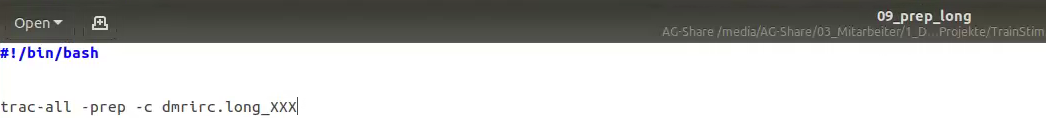 Open
09_prep_long
AG-Share /media/AG-Share/03_Mitarbeiter/1_D...Projekte/TrainStim
#!/bin/bash
trac-all -prep -c dmrirc.long_XXX